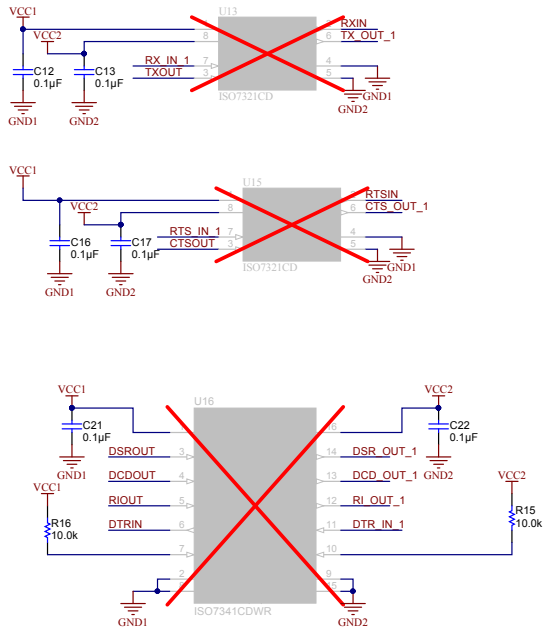 VCC1
U13
VCC2
8
RXIN
6
TX_OUT_1
C12
0.1µF
C13
0.1µF
RX_IN_1
7
TXOUT
3
4
5
GND1
GND2
GND1
GND2
ISO7321CD
VCC1
U15
VCC2
8
RTSIN
6
CTS_OUT_1
C16
0.1µF
C17
0.1µF
RTS_IN_1
7
CTSOUT
3
4
5
GND1
GND2
GND1
GND2
ISO7321CD
VCC1
U16
VCC2
C21
0.1µF
16
C22
0.1µF
GND1
GND2
DSROUT
3
14
DSR_OUT_1
DCDOUT
4
13
DCD_OUT_1
RIOUT
5
12
RI_OUT_1
DTRIN
6
11
DTR_IN_1
VCC1
R16
10.0k
7
10
VCC2
R15
10.0k
2
9
GND1
GND2
ISO7341CDWR